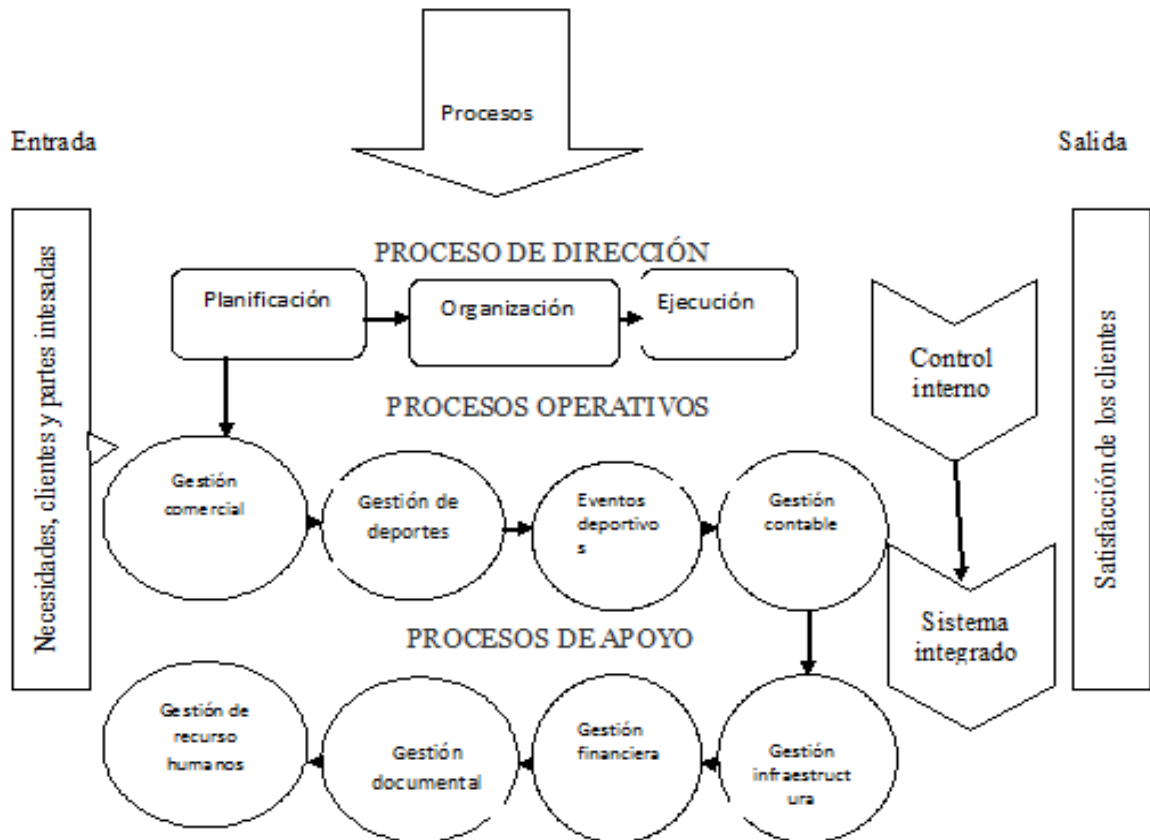 Procesos
Entrada
Salida
Necesidades, clientes y partes intesadas
PROCESO DE DIRECCIÓN
Planificación
Organización
Ejecución
Control
interno
Satisfacción de los clientes
PROCESOS OPERATIVOS
Gestión
comercial
Gestión de
deportes
Eventos
deportivo
s
Gestión
contable
Sistema
integrado
PROCESOS DE APOYO
Gestión de
recurso
humanos
Gestión
documental
Gestión
financiera
Gestión
infraestruct
ura